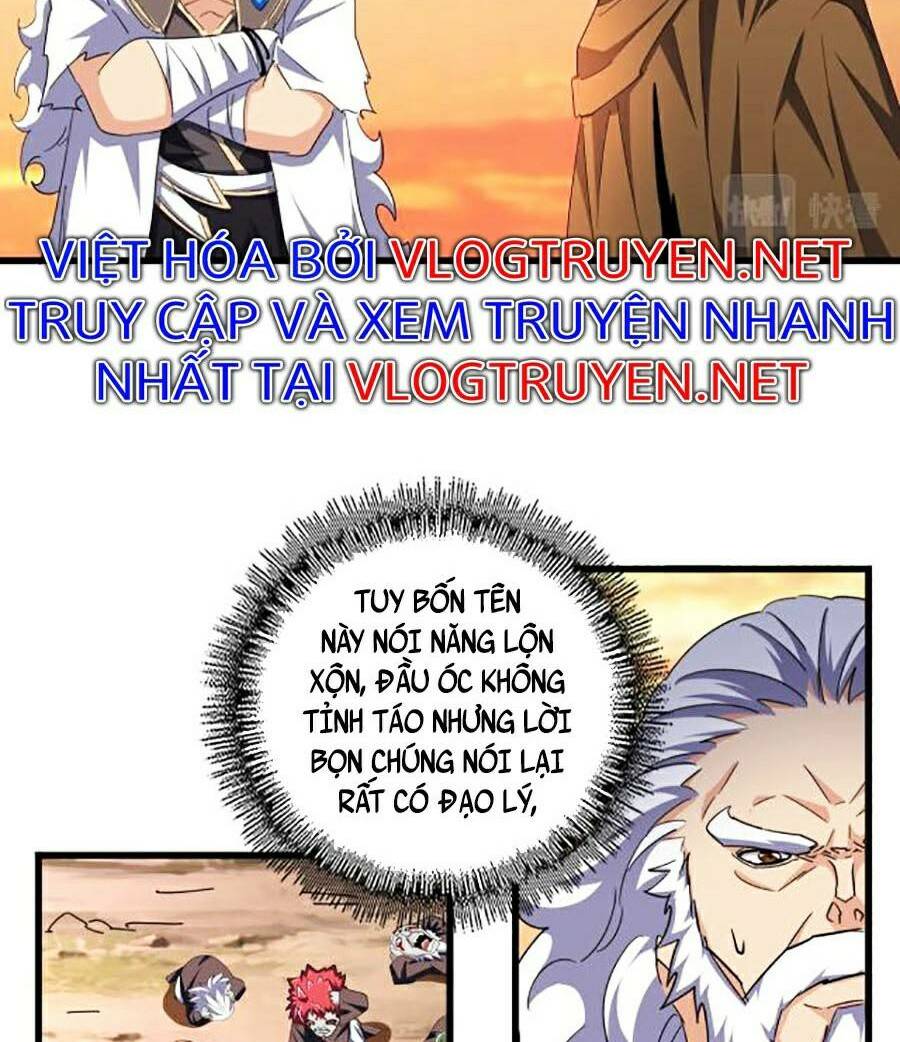 快看
VIỆT HÓA BỞI VLOGTRUYEN.NET
TRUY CẬP VÀ XEM TRUYỆN NHANH
NHẤT TẠI VLOGTRUYEN.NET
TUY BỐN TÊN
NÀY NÓI NĂNG LỘN
XỘN, ĐẦU ÓC KHÔNG
TỈNH TÁO NHƯNG LỜI
BỌN CHÚNG NÓI LẠI
RẤT CÓ ĐẠO LÝ,